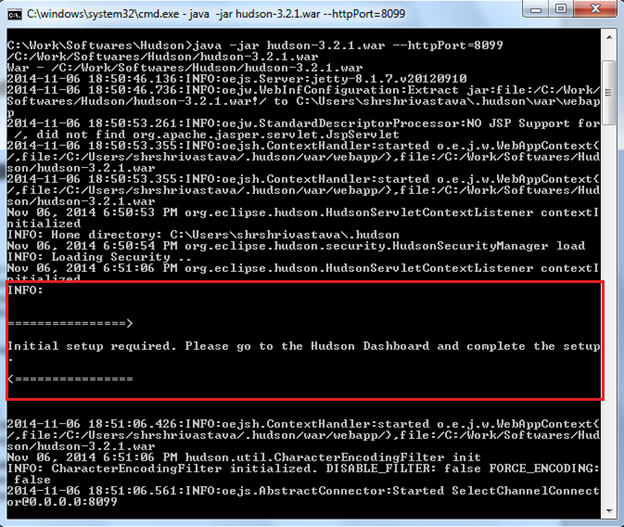 C:\windows\system32\cmd.exe - java -jar hudson-3.2.1.war --httpPort=8099
C:\Work\Softwares\Hudson>java -jar hudson-3.2.1.war --httpPort=8099
/C:/Work/Softwares/Hudson/hudson-3.2.1.war
War - /C:/Work/Softwares/Hudson/hudson-3.2.1.war
2014-11-06 18:50:46.136:INFO:oejs.Server:jetty-8.1.7.v20120910
2014-11-06 18:50:46.736:INFO:oejw.WebInfConfiguration:Extract jar:file:/C:/Work/
Softwares/Hudson/hudson-3.2.1.war!/ to C:\Users\shrshrivastava\.hudson\war\webap
p
2014-11-06 18:50:53.261:INFO:oejw.StandardDescriptorProcessor:NO JSP Support for
 /, did not find org.apache.jasper.servlet.JspServlet
2014-11-06 18:50:53.355:INFO:oejsh.ContextHandler:started o.e.j.w.WebAppContext{
/,file:/C:/Users/shrshrivastava/.hudson/war/webapp/},file:/C:/Work/Softwares/Hud
son/hudson-3.2.1.war
2014-11-06 18:50:53.355:INFO:oejsh.ContextHandler:started o.e.j.w.WebAppContext{
/,file:/C:/Users/shrshrivastava/.hudson/war/webapp/},file:/C:/Work/Softwares/Hud
son/hudson-3.2.1.war
Nov 06, 2014 6:50:53 PM org.eclipse.hudson.HudsonServletContextListener contextI
nitialized
INFO: Home directory: C:\Users\shrshrivastava\.hudson
Nov 06, 2014 6:50:54 PM org.eclipse.hudson.security.HudsonSecurityManager load
INFO: Loading Security ..
Nov 06, 2014 6:51:06 PM org.eclipse.hudson.HudsonServletContextListener contextI
nitialized
INFO:
================>
Initial setup required. Please go to the Hudson Dashboard and complete the setup
.
<================
2014-11-06 18:51:06.426:INFO:oejsh.ContextHandler:started o.e.j.w.WebAppContext{
/,file:/C:/Users/shrshrivastava/.hudson/war/webapp/},file:/C:/Work/Softwares/Hud
son/hudson-3.2.1.war
Nov 06, 2014 6:51:06 PM hudson.util.CharacterEncodingFilter init
INFO: CharacterEncodingFilter initialized. DISABLE_FILTER: false FORCE_ENCODING:
 false
2014-11-06 18:51:06.561:INFO:oejs.AbstractConnector:Started SelectChannelConnect
or@0.0.0.0:8099